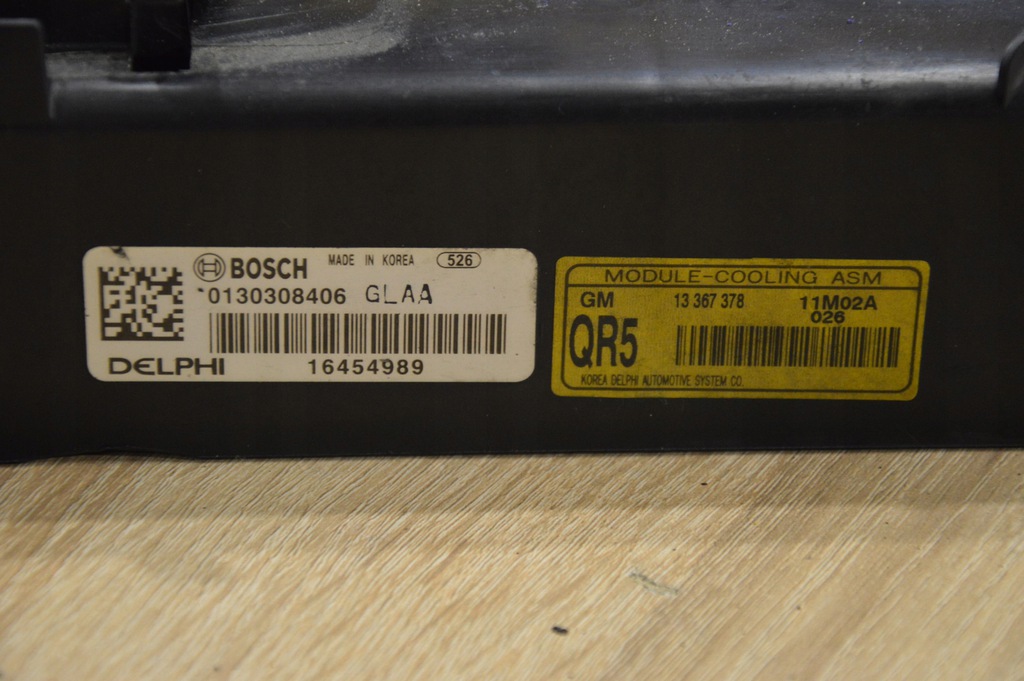 BOSCH MADE IN KOREA 526
0130308406 GLAA
DELPHI 16454989
MODULE-COOLING ASM
GM 13 367 378 11M02A
026
QR5
KOREA DELPHI AUTOMOTIVE SYSTEM CO.